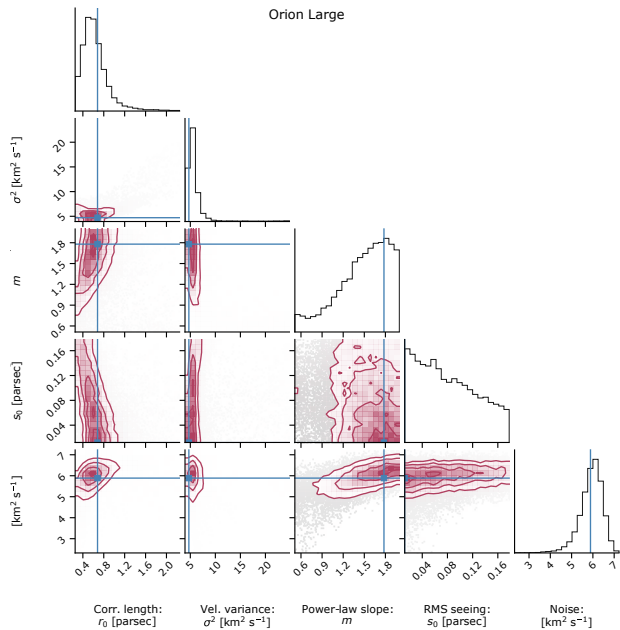 Orion Large
σ² [km² s⁻¹]
20
15
10
5
m
1.8
1.5
1.2
0.9
0.6
s₀ [parsec]
0.16
0.12
0.08
0.04
[km² s⁻¹]
7
6
5
4
3
0.4 0.8 1.2 1.6 2.0
5 10 15 20
0.6 0.9 1.2 1.5 1.8
0.04 0.08 0.12 0.16
3 4 5 6 7
Corr. length: Vel. variance: Power-law slope: RMS seeing: Noise:
r₀ [parsec] σ² [km² s⁻¹] m s₀ [parsec] [km² s⁻¹]